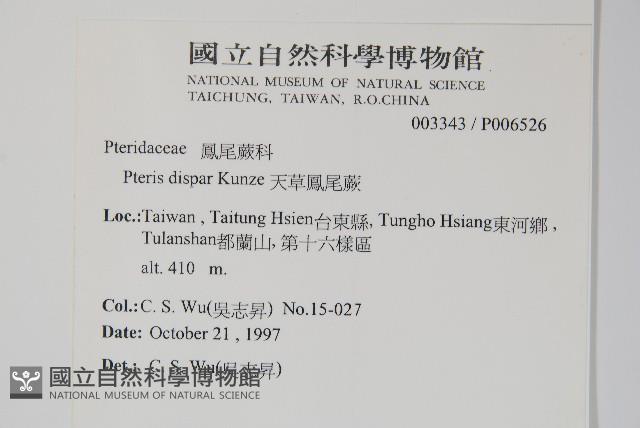 國立自然科學博物館
NATIONAL MUSEUM OF NATURAL SCIENCE
TAICHUNG, TAIWAN, R.O.CHINA
003343 / P006526
Pteridaceae 鳳尾蕨科
Pteris dispar Kunze 天草鳳尾蕨
Loc.:Taiwan , Taitung Hsien台東縣, Tungho Hsiang東河鄉 ,
Tulanshan都蘭山, 第十六樣區
alt. 410 m.
Col.:C. S. Wu(吳志昇) No.15-027
Date: October 21 , 1997
Det.: C. S. Wu(吳志昇)
國立自然科學博物館
NATIONAL MUSEUM OF NATURAL SCIENCE